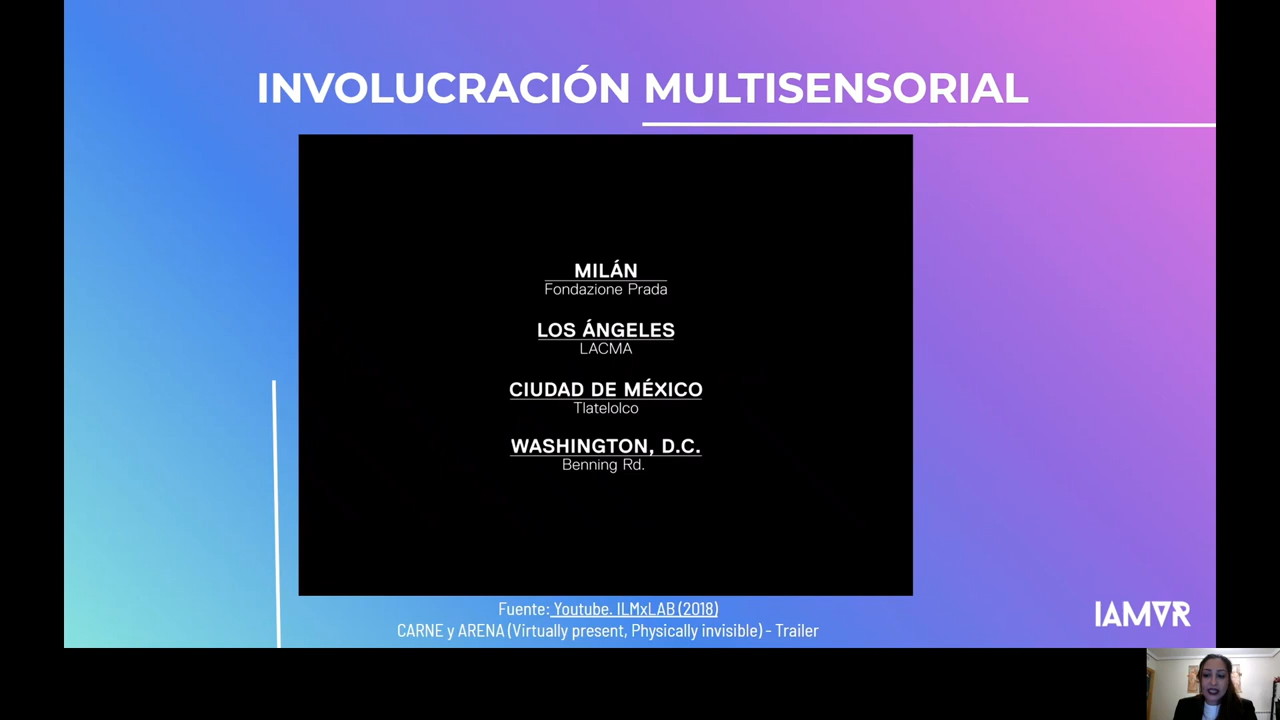 INVOLUCRACIÓN MULTISENSORIAL
MILÁN
Fondazione Prada
LOS ÁNGELES
LACMA
CIUDAD DE MÉXICO
Tlatelolco
WASHINGTON, D.C.
Benning Rd.
Fuente: Youtube. ILMxLAB (2018)
CARNE y ARENA (Virtually present, Physically invisible) - Trailer
IAMVR